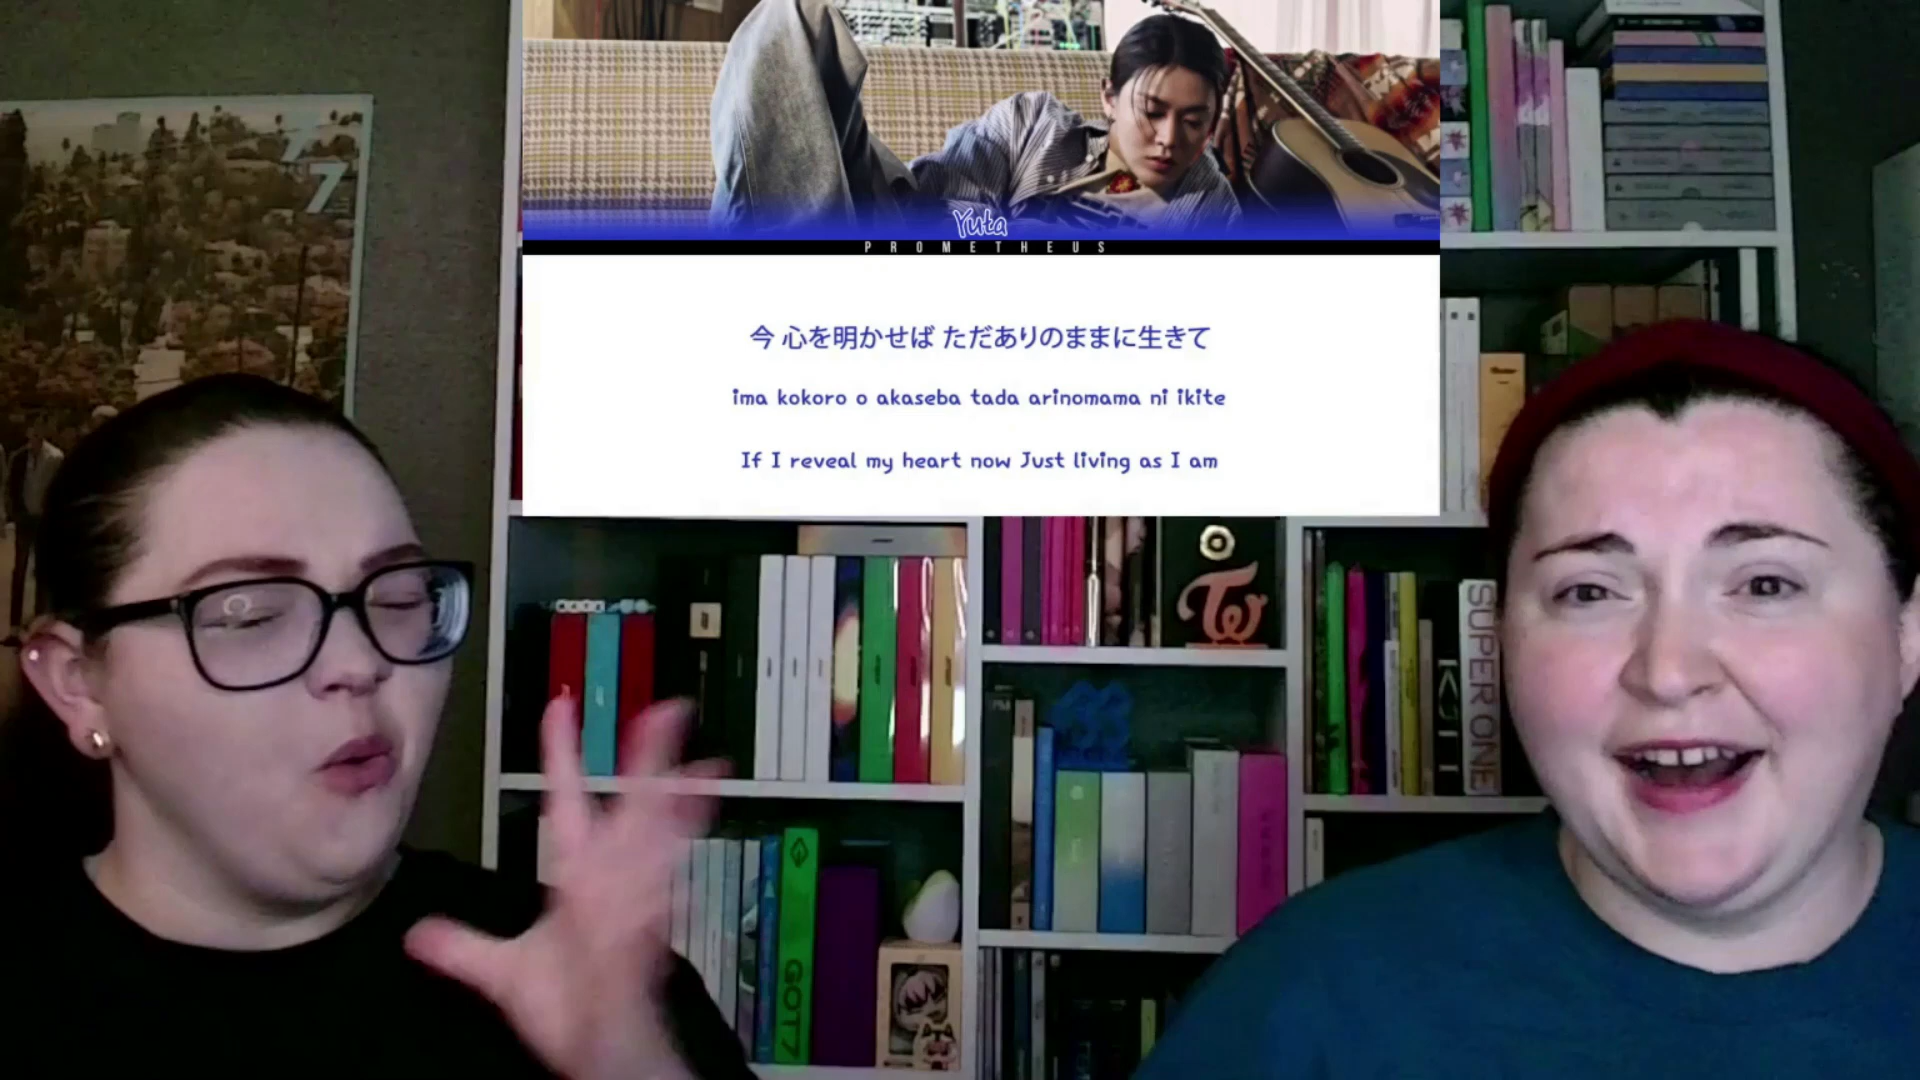 77
Yuta
PROMETHEUS
今 心を明かせば ただありのままに生きて
ima kokoro o akaseba tada arinomama ni ikite
If I reveal my heart now Just living as I am
SUPER ONE
GOT7